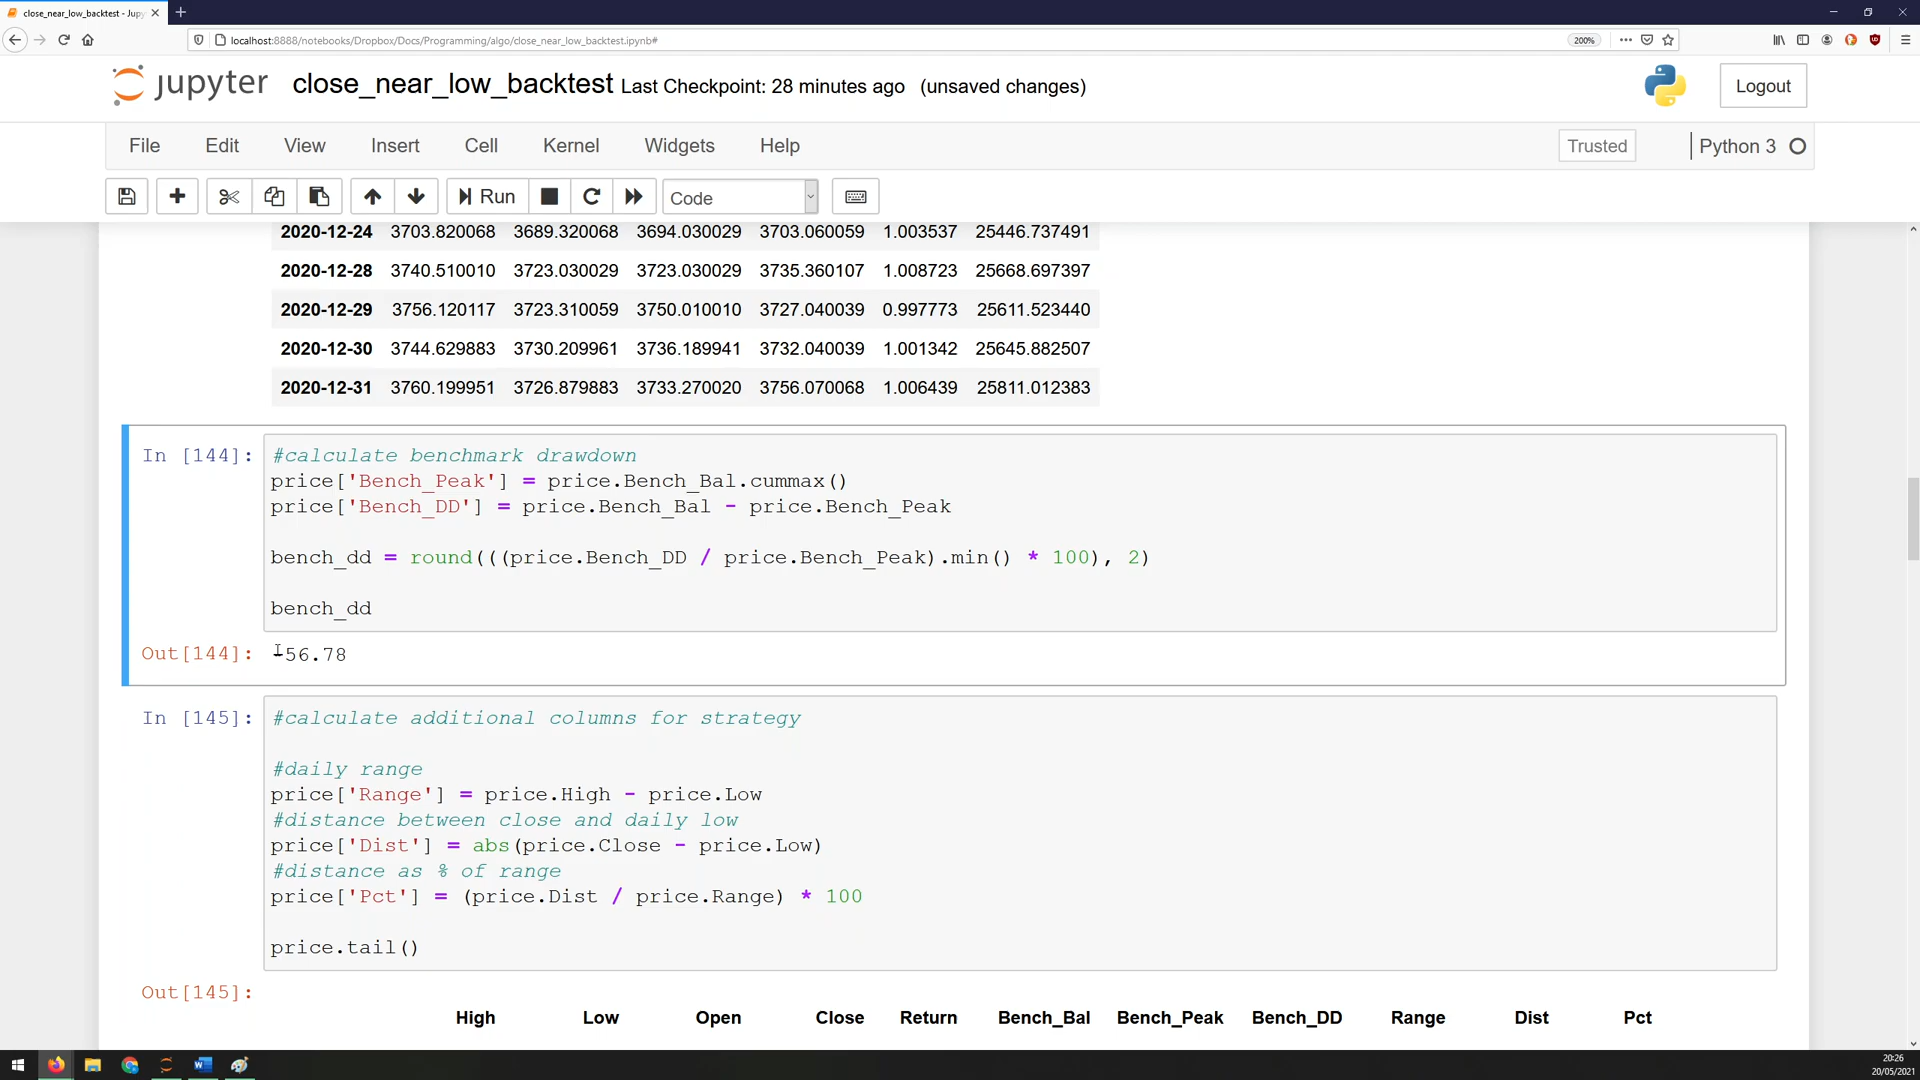 close_near_low_backtest - Jupy
localhost:8888/notebooks/Dropbox/Docs/Programming/algo/close_near_low_backtest.ipynb#
200%
jupyter close_near_low_backtest Last Checkpoint: 28 minutes ago (unsaved changes)
Logout
File Edit View Insert Cell Kernel Widgets Help
Trusted
Python 3
Run
Code
2020-12-24 3703.820068 3689.320068 3694.030029 3703.060059 1.003537 25446.737491
2020-12-28 3740.510010 3723.030029 3723.030029 3735.360107 1.008723 25668.697397
2020-12-29 3756.120117 3723.310059 3750.010010 3727.040039 0.997773 25611.523440
2020-12-30 3744.629883 3730.209961 3736.189941 3732.040039 1.001342 25645.882507
2020-12-31 3760.199951 3726.879883 3733.270020 3756.070068 1.006439 25811.012383
In [144]: #calculate benchmark drawdown
price['Bench_Peak'] = price.Bench_Bal.cummax()
price['Bench_DD'] = price.Bench_Bal - price.Bench_Peak
bench_dd = round(((price.Bench_DD / price.Bench_Peak).min() * 100), 2)
bench_dd
Out[144]: -56.78
In [145]: #calculate additional columns for strategy
#daily range
price['Range'] = price.High - price.Low
#distance between close and daily low
price['Dist'] = abs(price.Close - price.Low)
#distance as % of range
price['Pct'] = (price.Dist / price.Range) * 100
price.tail()
Out[145]:
High Low Open Close Return Bench_Bal Bench_Peak Bench_DD Range Dist Pct
20:26
20/05/2021